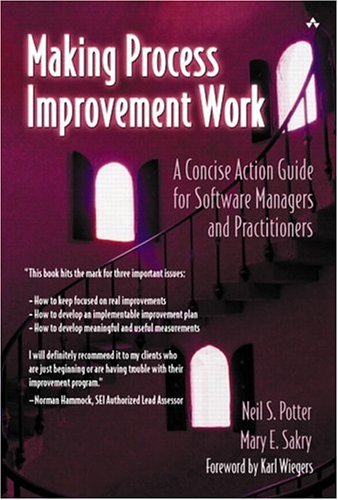 Making Process
Improvement Work
A Concise Action Guide
for Software Managers
and Practitioners
"This book hits the mark for three important issues:
– How to keep focused on real improvements
– How to develop an implementable improvement plan
– How to develop meaningful and useful measurements
I will definitely recommend it to my clients who
are just beginning or are having trouble with their
improvement program."
–Norman Hammock, SEI Authorized Lead Assessor
Neil S. Potter
Mary E. Sakry
Foreword by Karl Wiegers